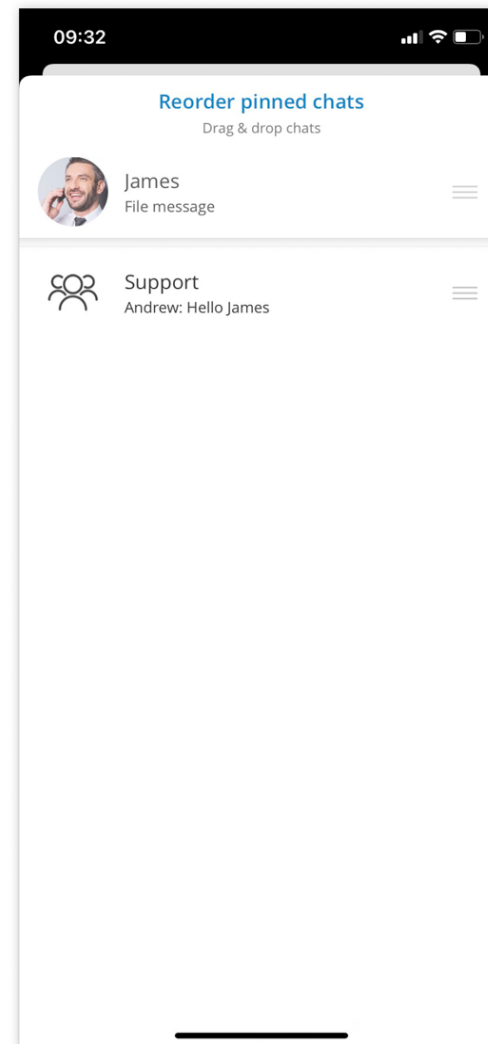 09:32
Reorder pinned chats
Drag & drop chats
James
File message
Support
Andrew: Hello James